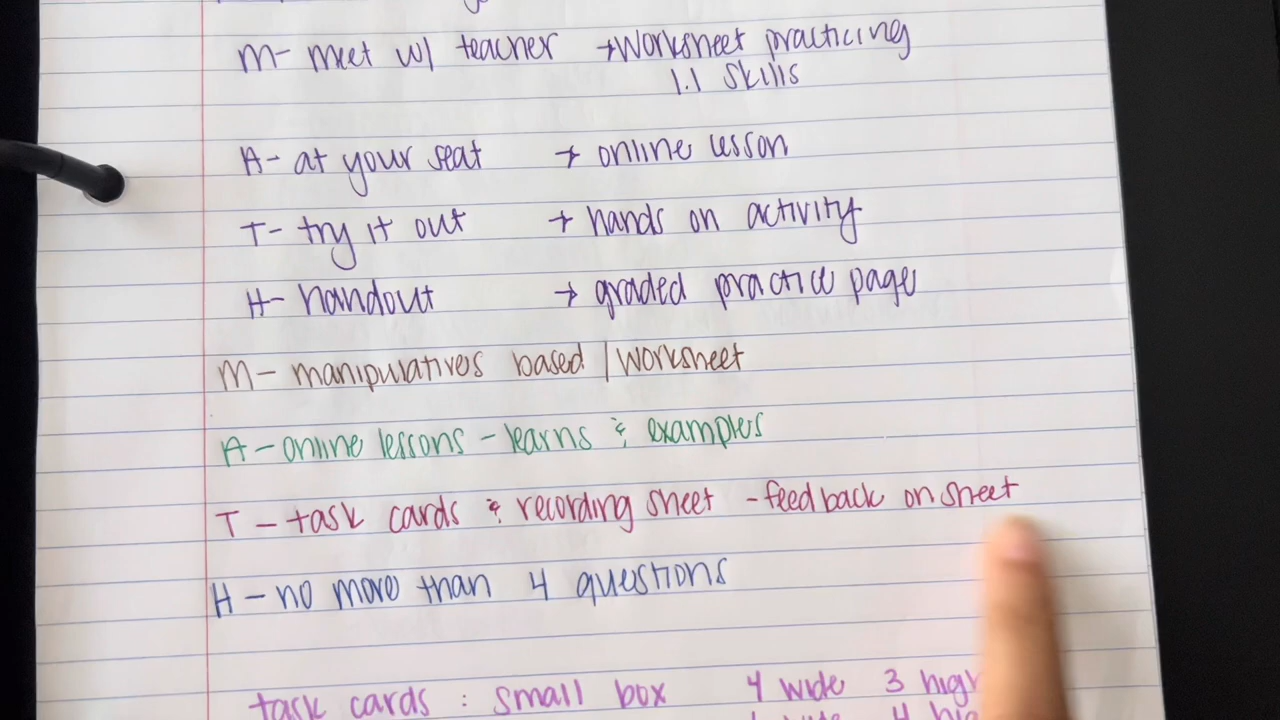 M- meet w/ teacher → Worksheet practicing
1.1 Skills
A- at your seat → online lesson
T- try it out → hands on activity
H- handout → graded practice page
M- manipulatives based / worksheet
A - online lessons - learns & examples
T - task cards & recording sheet - feedback on sheet
H - no more than 4 questions
task cards : small box 4 wide 3 high